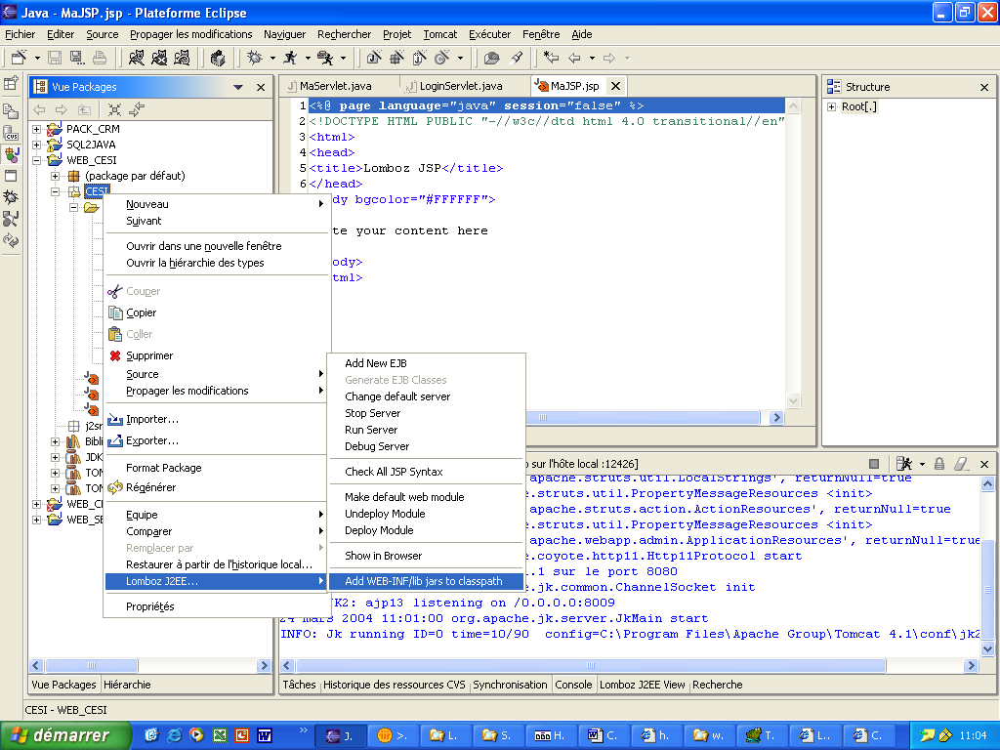 Java - MaJSP.jsp - Plateforme Eclipse
Fichier Editer Source Propager les modifications Naviguer Rechercher Projet Tomcat Exécuter Fenêtre Aide
Vue Packages
PACK_CRM
SQL2JAVA
WEB_CESI
(package par défaut)
CESI
j2sr
Bibli
JDK
TOM
TOM
WEB_CI
WEB_SE
Vue Packages Hiérarchie
MaServlet.java LoginServlet.java MaJSP.jsp
1 <%@ page language="java" session="false" %>
2 <!DOCTYPE HTML PUBLIC "-//w3c//dtd html 4.0 transitional//en"
3 <html>
4 <head>
5 <title>Lomboz JSP</title>
6 </head>
dy bgcolor="#FFFFFF">
te your content here
ody>
tml>
Structure
Root[.]
Nouveau
Suivant
Ouvrir dans une nouvelle fenêtre
Ouvrir la hiérarchie des types
Couper
Copier
Coller
Supprimer
Source
Propager les modifications
Importer...
Exporter...
Format Package
Régénérer
Equipe
Comparer
Remplacer par
Restaurer à partir de l'historique local...
Lomboz J2EE...
Propriétés
Add New EJB
Generate EJB Classes
Change default server
Stop Server
Run Server
Debug Server
Check All JSP Syntax
Make default web module
Undeploy Module
Deploy Module
Show in Browser
Add WEB-INF/lib jars to classpath
sur l'hôte local :12426]
apache.struts.util.LocalStrings', returnNull=true
e.struts.util.PropertyMessageResources <init>
apache.struts.action.ActionResources', returnNull=true
e.struts.util.PropertyMessageResources <init>
apache.webapp.admin.ApplicationResources', returnNull=true
e.coyote.http11.Http11Protocol start
.1 sur le port 8080
e.jk.common.ChannelSocket init
K2: ajp13 listening on /0.0.0.0:8009
24 mars 2004 11:01:00 org.apache.jk.server.JkMain start
INFO: Jk running ID=0 time=10/90 config=C:\Program Files\Apache Group\Tomcat 4.1\conf\jk2
Tâches Historique des ressources CVS Synchronisation Console Lomboz J2EE View Recherche
CESI - WEB_CESI
démarrer J. >. L. S. H. C. h. w. T. L.. C. 11:04